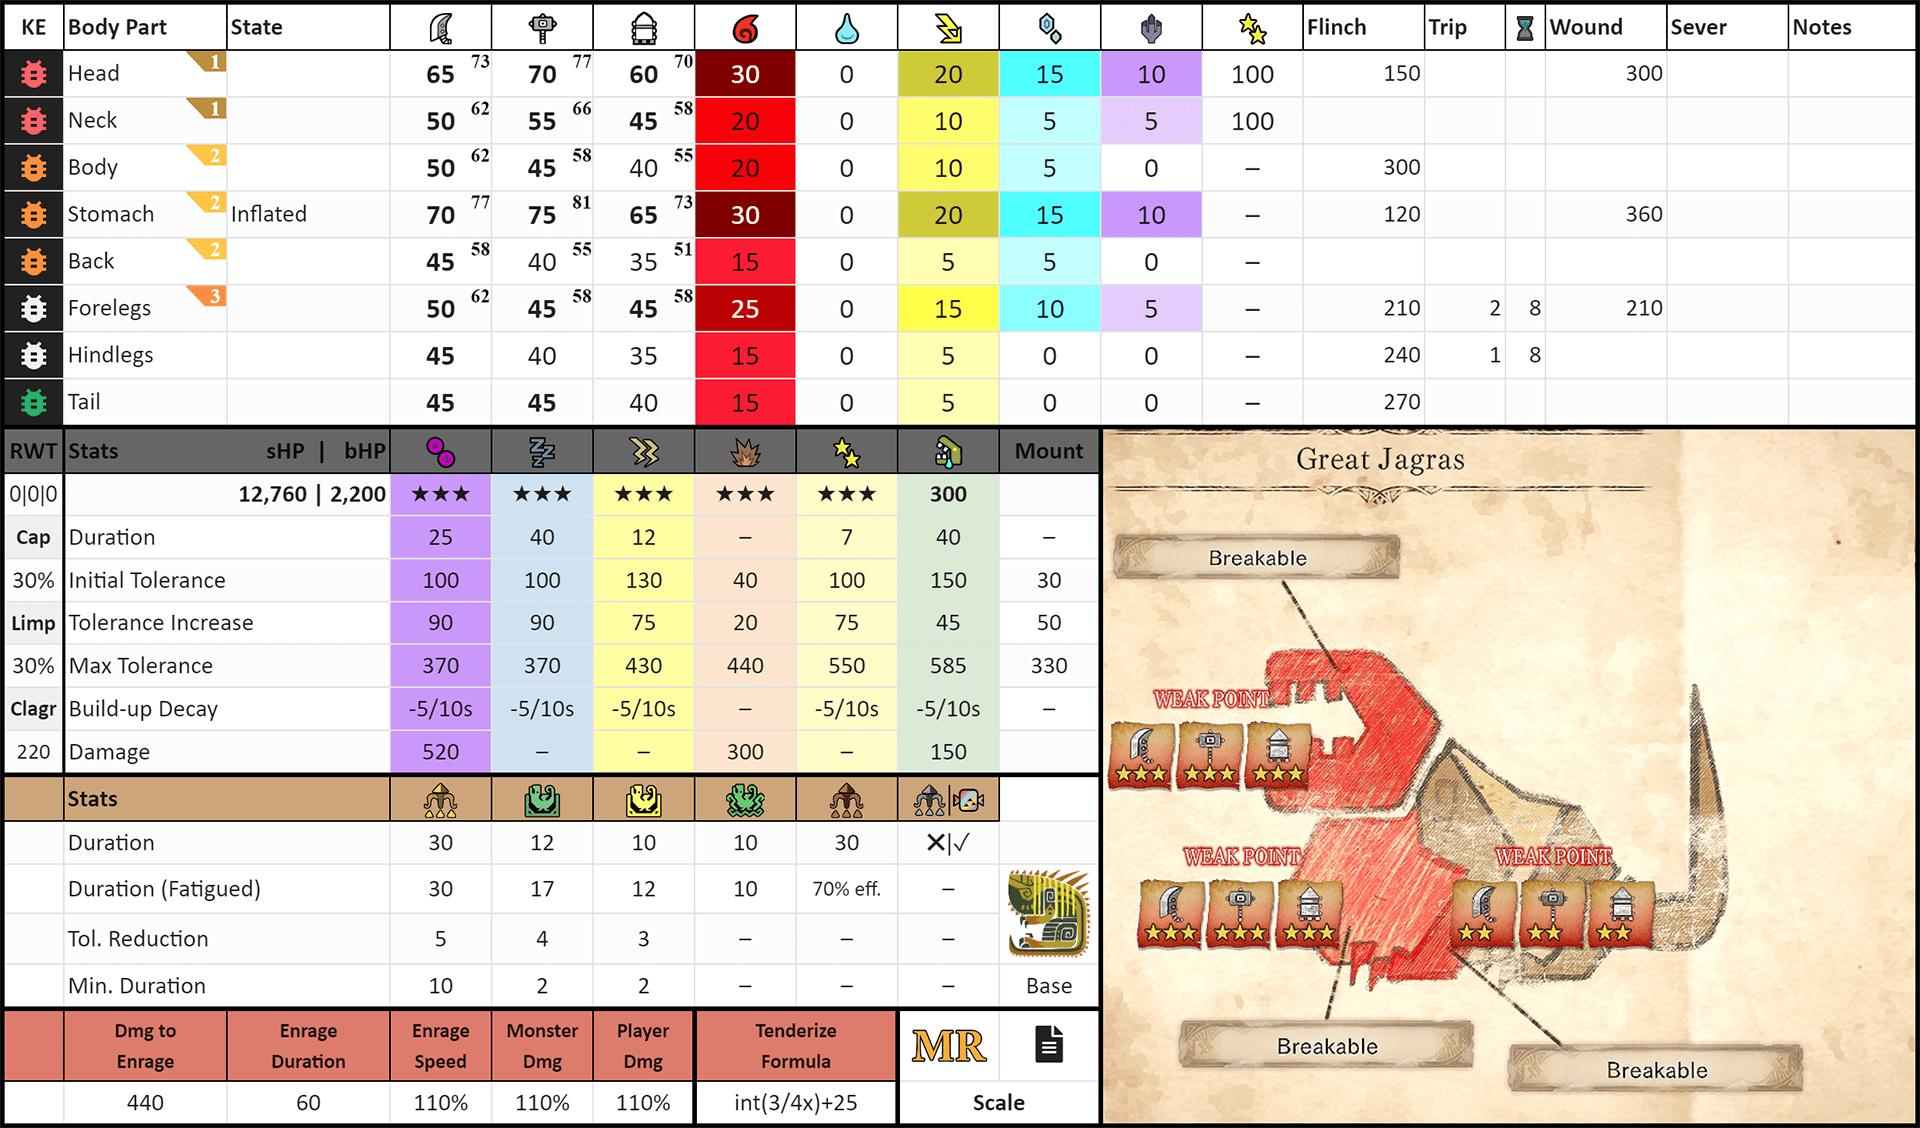 KE Body Part State Flinch Trip Wound Sever Notes
Head 1 65 73 70 77 60 70 30 0 20 15 10 100 150 300
Neck 1 50 62 55 66 45 58 20 0 10 5 5 100
Body 2 50 62 45 58 40 55 20 0 10 5 0 – 300
Stomach 2 Inflated 70 77 75 81 65 73 30 0 20 15 10 – 120 360
Back 2 45 58 40 55 35 51 15 0 5 5 0 –
Forelegs 3 50 62 45 58 45 58 25 0 15 10 5 – 210 2 8 210
Hindlegs 45 40 35 15 0 5 0 0 – 240 1 8
Tail 45 45 40 15 0 5 0 0 – 270
RWT Stats sHP | bHP Mount
0|0|0 12,760 | 2,200 ★★★ ★★★ ★★★ ★★★ ★★★ 300
Cap Duration 25 40 12 – 7 40 –
30% Initial Tolerance 100 100 130 40 100 150 30
Limp Tolerance Increase 90 90 75 20 75 45 50
30% Max Tolerance 370 370 430 440 550 585 330
Clagr Build-up Decay -5/10s -5/10s -5/10s – -5/10s -5/10s –
220 Damage 520 – – 300 – 150
Stats
Duration 30 12 10 10 30 ✕|✓
Duration (Fatigued) 30 17 12 10 70% eff. –
Tol. Reduction 5 4 3 – – –
Min. Duration 10 2 2 – – – Base
Dmg to Enrage Enrage Duration Enrage Speed Monster Dmg Player Dmg Tenderize Formula MR
440 60 110% 110% 110% int(3/4x)+25 Scale
Great Jagras
Breakable
WEAK POINT
WEAK POINT
WEAK POINT
Breakable
Breakable